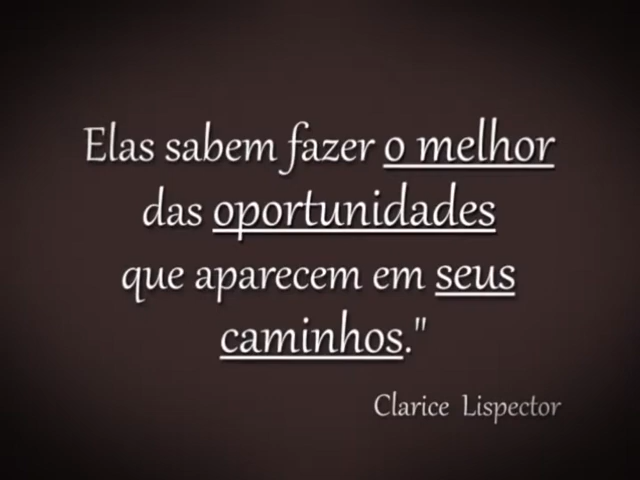 Elas sabem fazer o melhor
das oportunidades
que aparecem em seus
caminhos."
Clarice Lispector